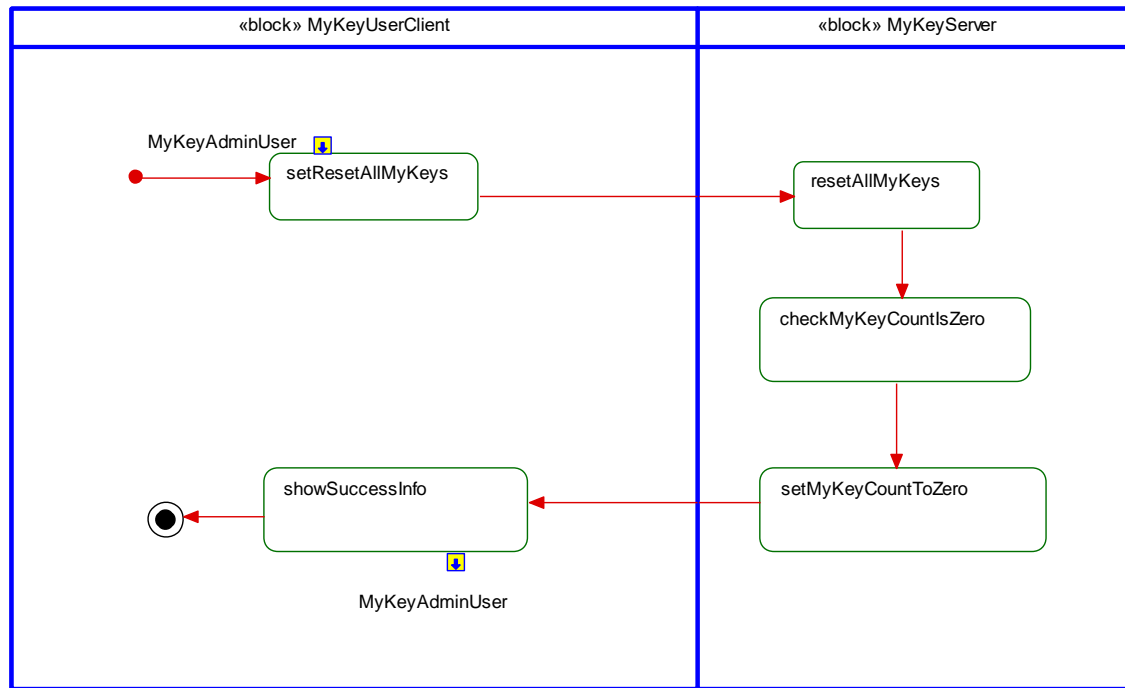 «block» MyKeyUserClient
«block» MyKeyServer
MyKeyAdminUser
setResetAllMyKeys
resetAllMyKeys
checkMyKeyCountIsZero
showSuccessInfo
setMyKeyCountToZero
MyKeyAdminUser